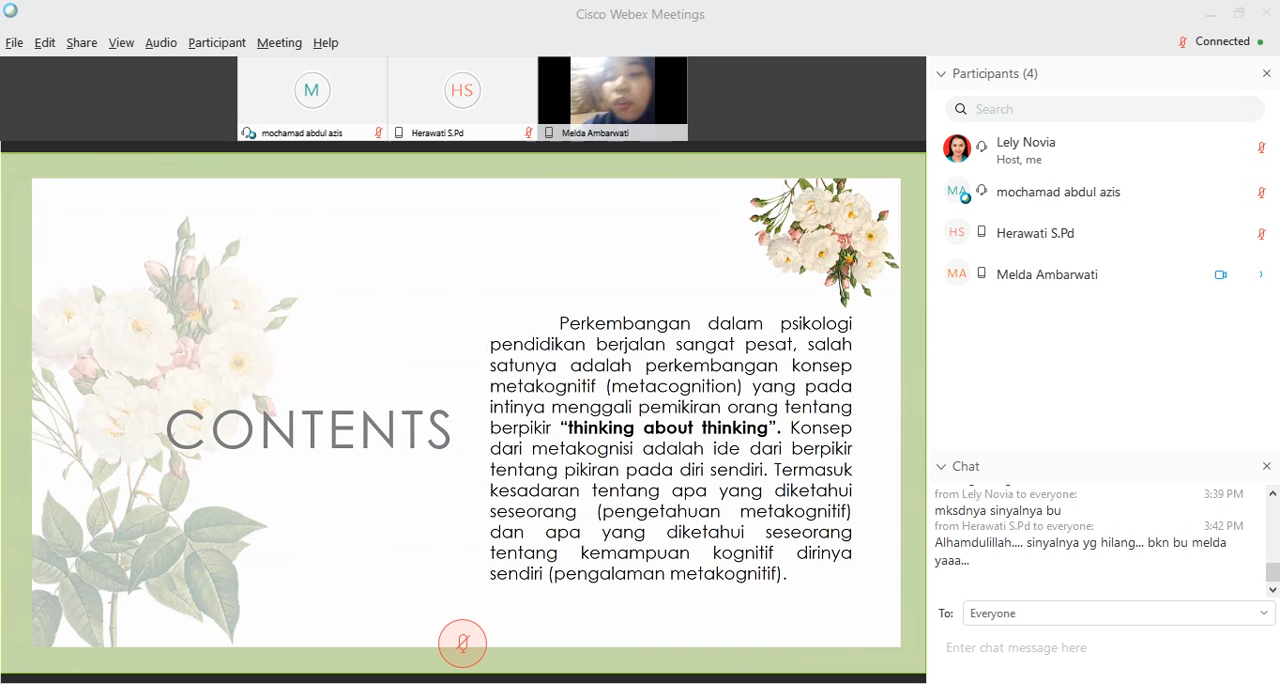 Cisco Webex Meetings
File Edit Share View Audio Participant Meeting Help
Connected
M
mochamad abdul azis
HS
Herawati S.Pd
Melda Ambarwati
CONTENTS
Perkembangan dalam psikologi
pendidikan berjalan sangat pesat, salah
satunya adalah perkembangan konsep
metakognitif (metacognition) yang pada
intinya menggali pemikiran orang tentang
berpikir “thinking about thinking”. Konsep
dari metakognisi adalah ide dari berpikir
tentang pikiran pada diri sendiri. Termasuk
kesadaran tentang apa yang diketahui
seseorang (pengetahuan metakognitif)
dan apa yang diketahui seseorang
tentang kemampuan kognitif dirinya
sendiri (pengalaman metakognitif).
Participants (4)
Search
Lely Novia
Host, me
MA mochamad abdul azis
HS Herawati S.Pd
MA Melda Ambarwati
Chat
from Lely Novia to everyone: 3:39 PM
mksdnya sinyalnya bu
from Herawati S.Pd to everyone: 3:42 PM
Alhamdulillah.... sinyalnya yg hilang... bkn bu melda
yaaa...
To: Everyone
Enter chat message here